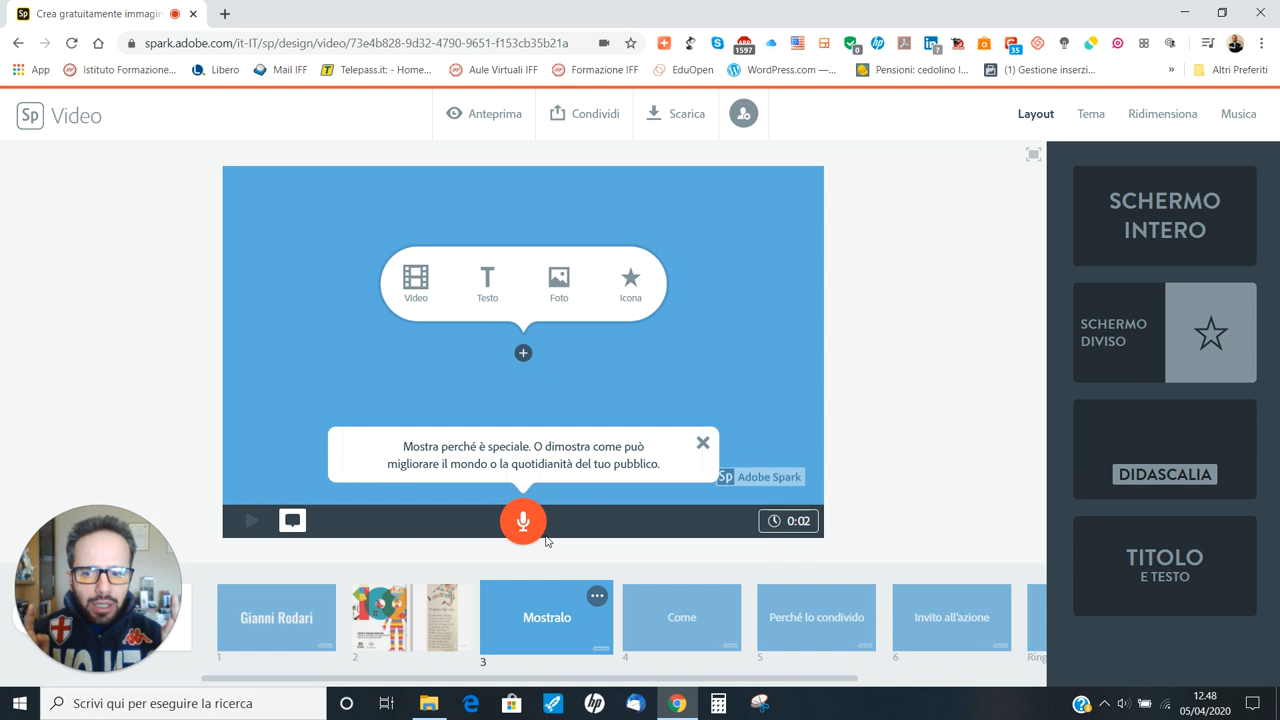 Crea gratuitamente immagin
spark.adobe.com/it-IT/sp/design/video/73e4b828-9d32-4790-9651-f153cb35b21a
1597
0
?
35
App
Istituto Formazione...
Libero
Mail IFF
Telepass.it: - Home...
Aule Virtuali IFF
Formazione IFF
EduOpen
WordPress.com —...
Pensioni: cedolino I...
(1) Gestione inserzi...
»
Altri Preferiti
Sp Video
Anteprima
Condividi
Scarica
Layout
Tema
Ridimensiona
Musica
Video
Testo
Foto
Icona
Mostra perché è speciale. O dimostra come può
migliorare il mondo o la quotidianità del tuo pubblico.
Sp Adobe Spark
0:02
SCHERMO
INTERO
SCHERMO
DIVISO
DIDASCALIA
TITOLO
E TESTO
Gianni Rodari
Mostralo
Come
Perché lo condivido
Invito all'azione
1
2
3
4
5
6
Ring
Scrivi qui per eseguire la ricerca
12.48
05/04/2020